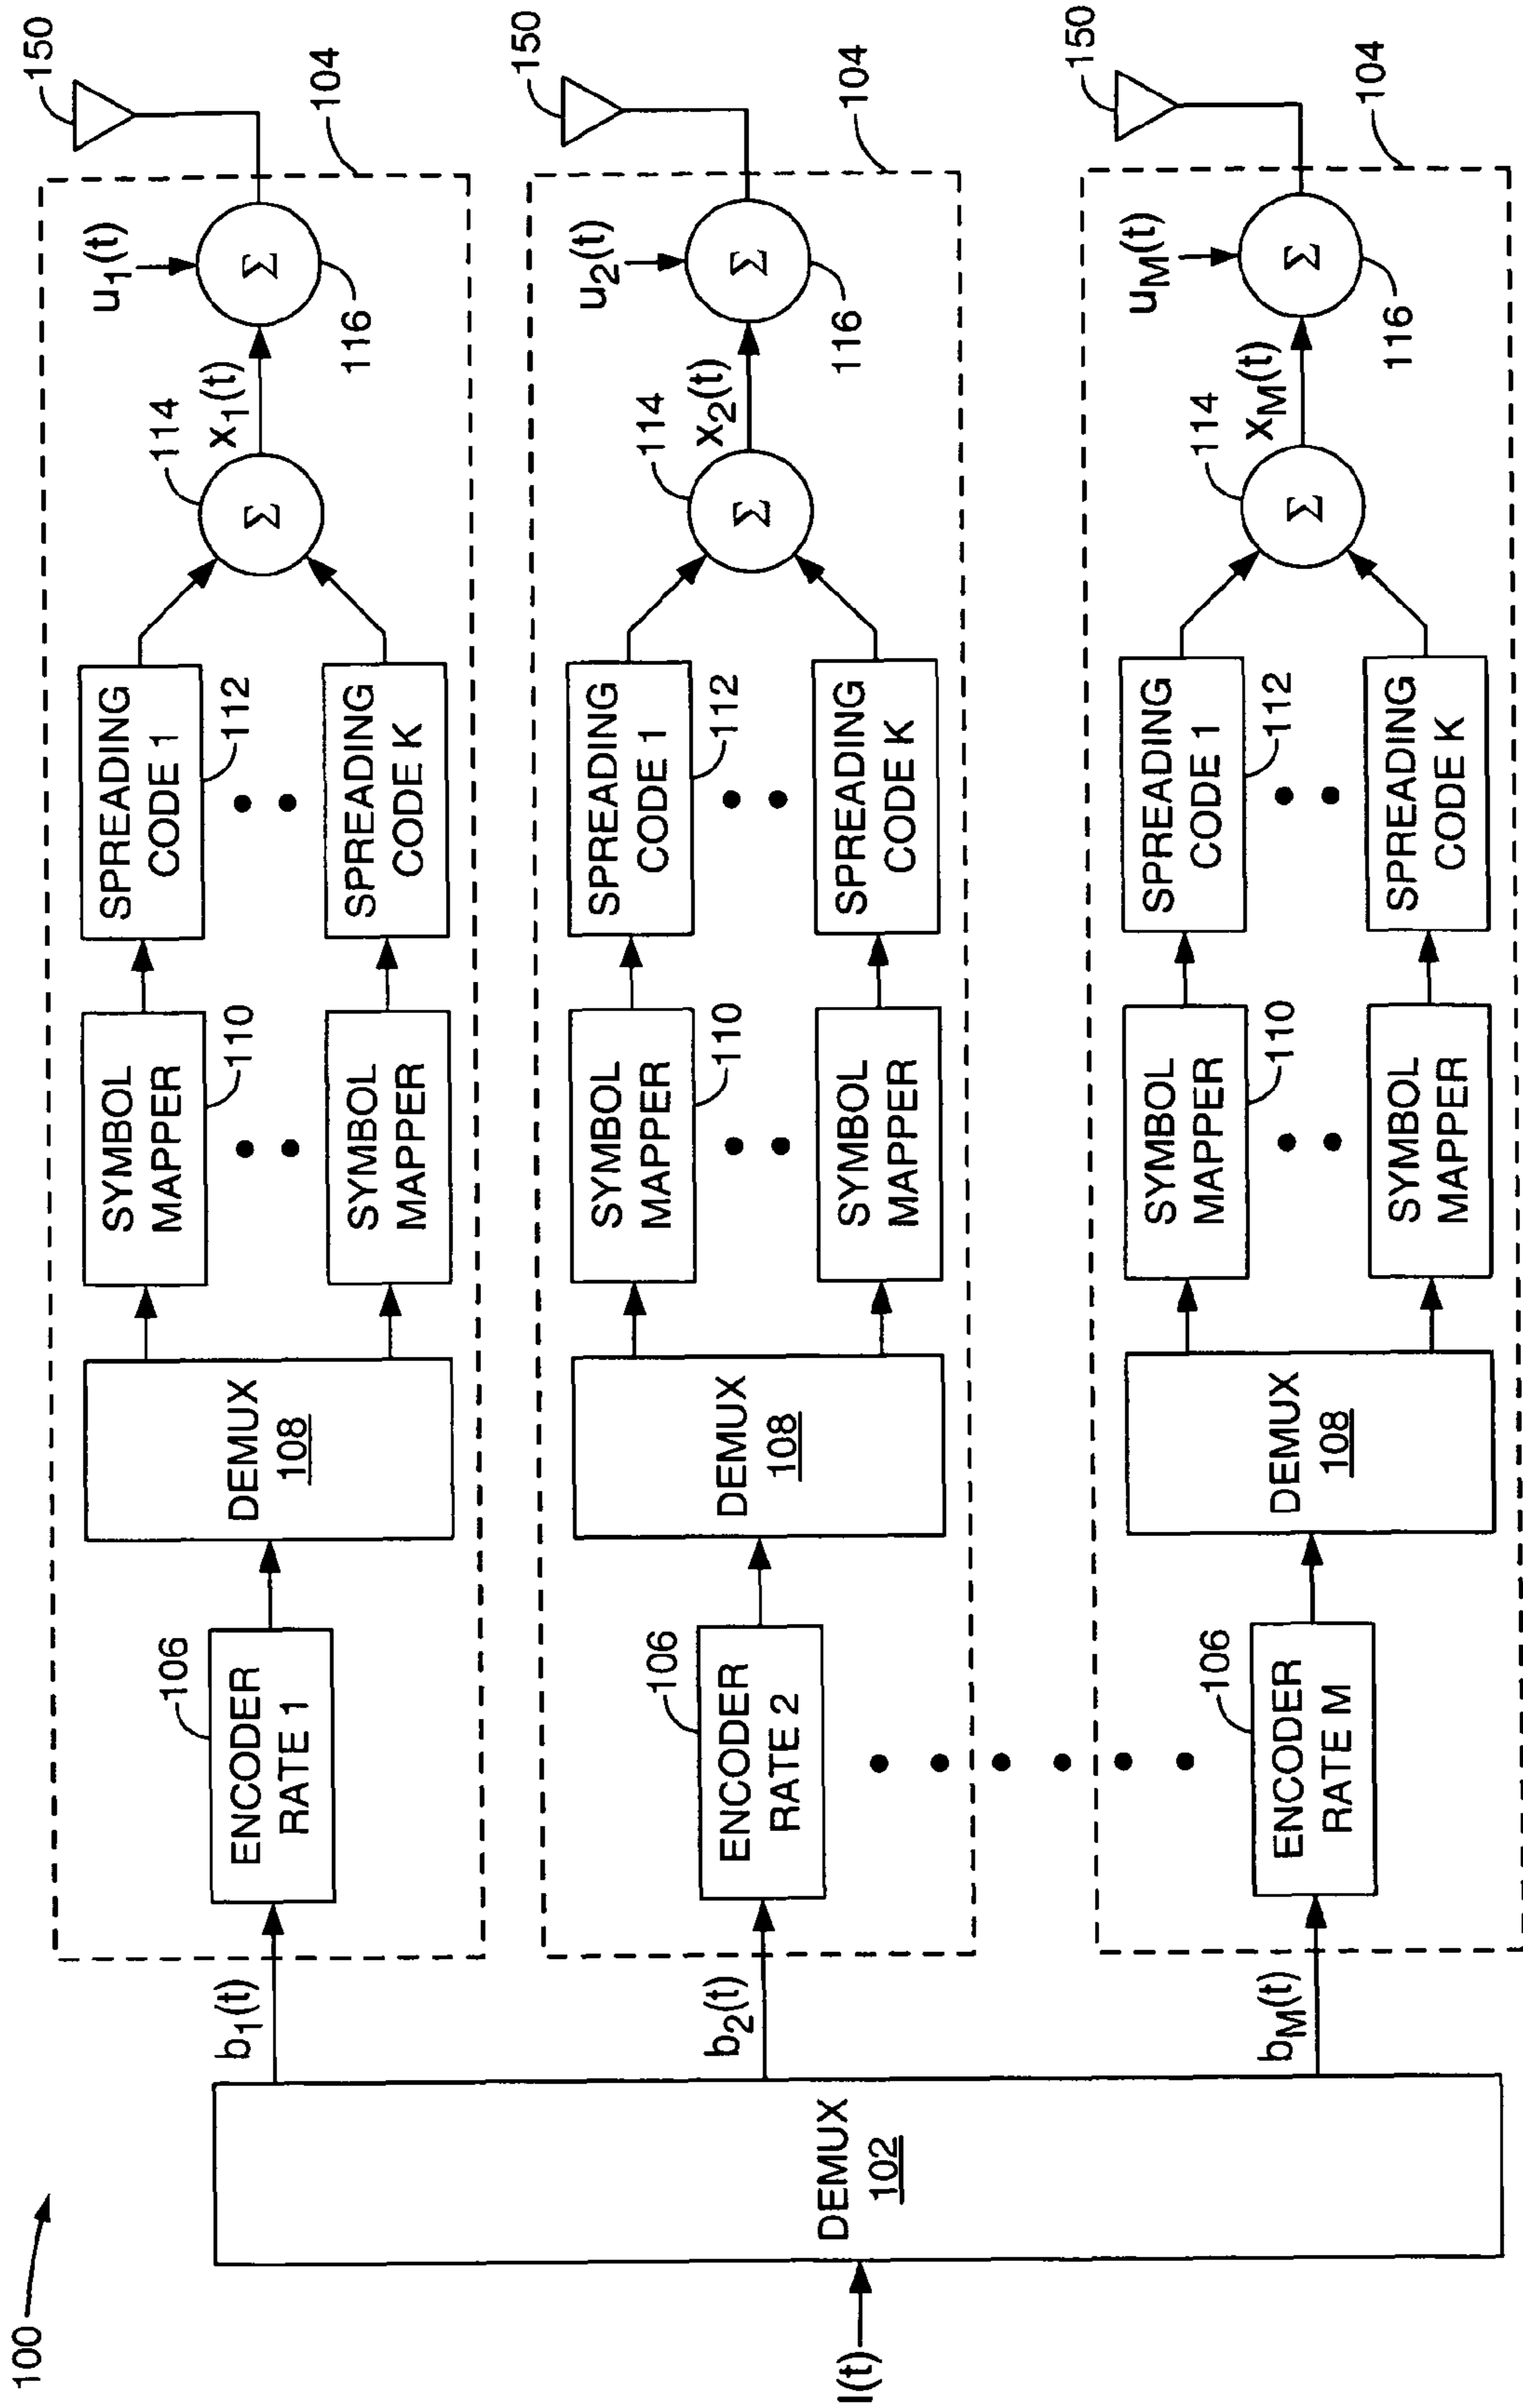 100
I(t)
DEMUX
102
b1(t)
ENCODER
RATE 1
106
DEMUX
108
SYMBOL
MAPPER
110
SYMBOL
MAPPER
SPREADING
CODE 1
112
SPREADING
CODE K
Σ
114
x1(t)
u1(t)
Σ
116
104
150
b2(t)
ENCODER
RATE 2
106
DEMUX
108
SYMBOL
MAPPER
110
SYMBOL
MAPPER
SPREADING
CODE 1
112
SPREADING
CODE K
Σ
114
x2(t)
u2(t)
Σ
116
104
150
bM(t)
ENCODER
RATE M
106
DEMUX
108
SYMBOL
MAPPER
110
SYMBOL
MAPPER
SPREADING
CODE 1
112
SPREADING
CODE K
Σ
114
xM(t)
uM(t)
Σ
116
104
150